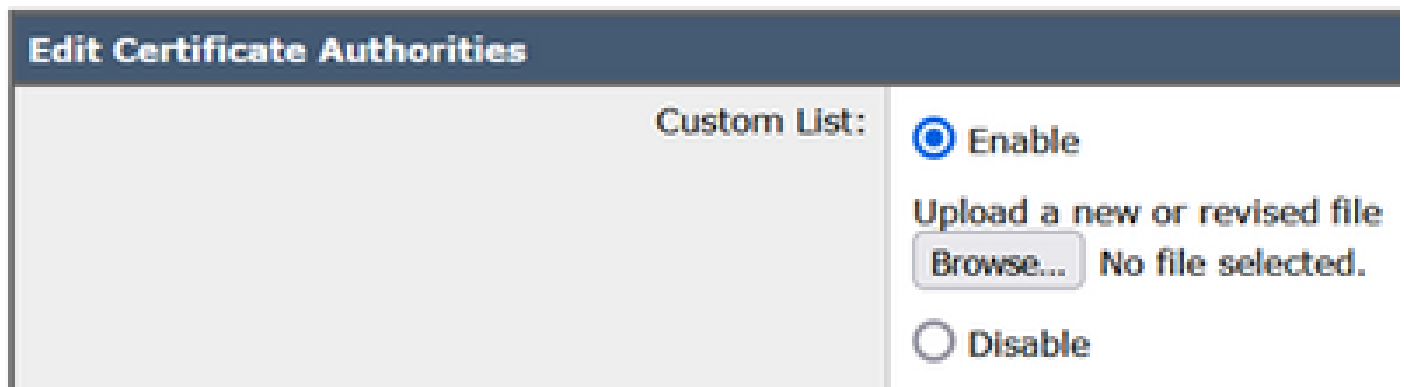 Edit Certificate Authorities
Custom List:
Enable
Upload a new or revised file
Browse... No file selected.
Disable